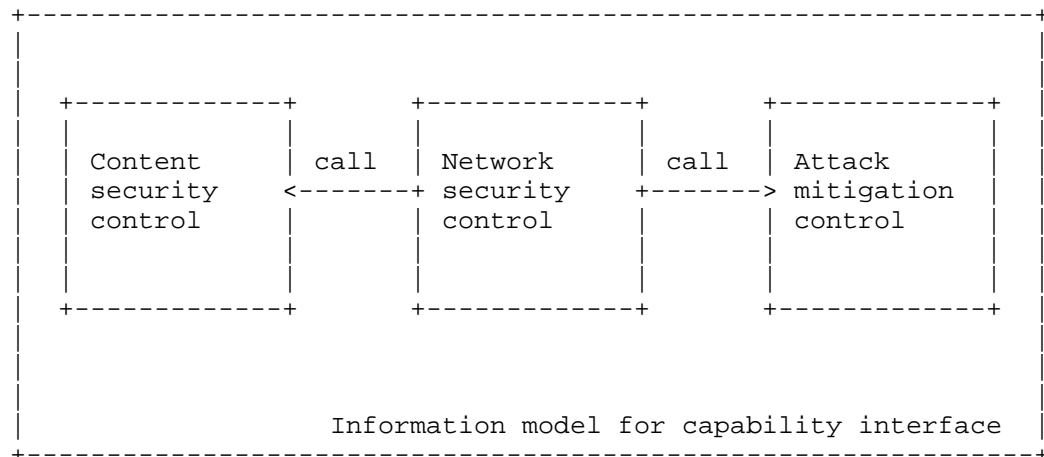 Content call Network call Attack
security security mitigation
control control control
Information model for capability interface